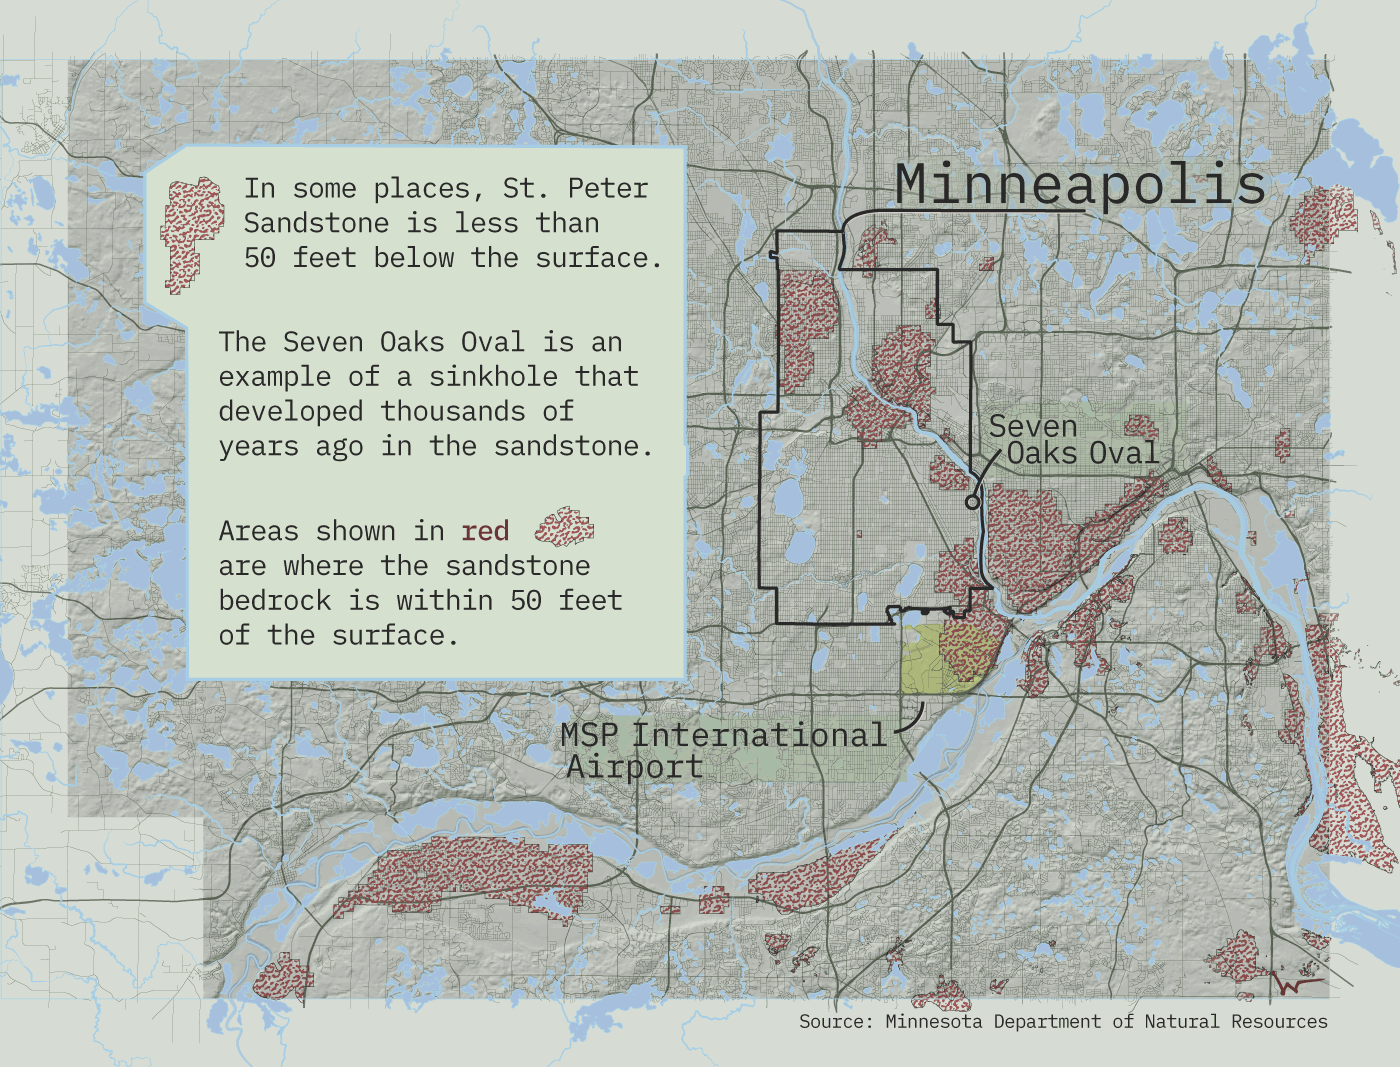 In some places, St. Peter
Sandstone is less than
50 feet below the surface.
The Seven Oaks Oval is an
example of a sinkhole that
developed thousands of
years ago in the sandstone.
Areas shown in red
are where the sandstone
bedrock is within 50 feet
of the surface.
Minneapolis
Seven
Oaks Oval
MSP International
Airport
Source: Minnesota Department of Natural Resources